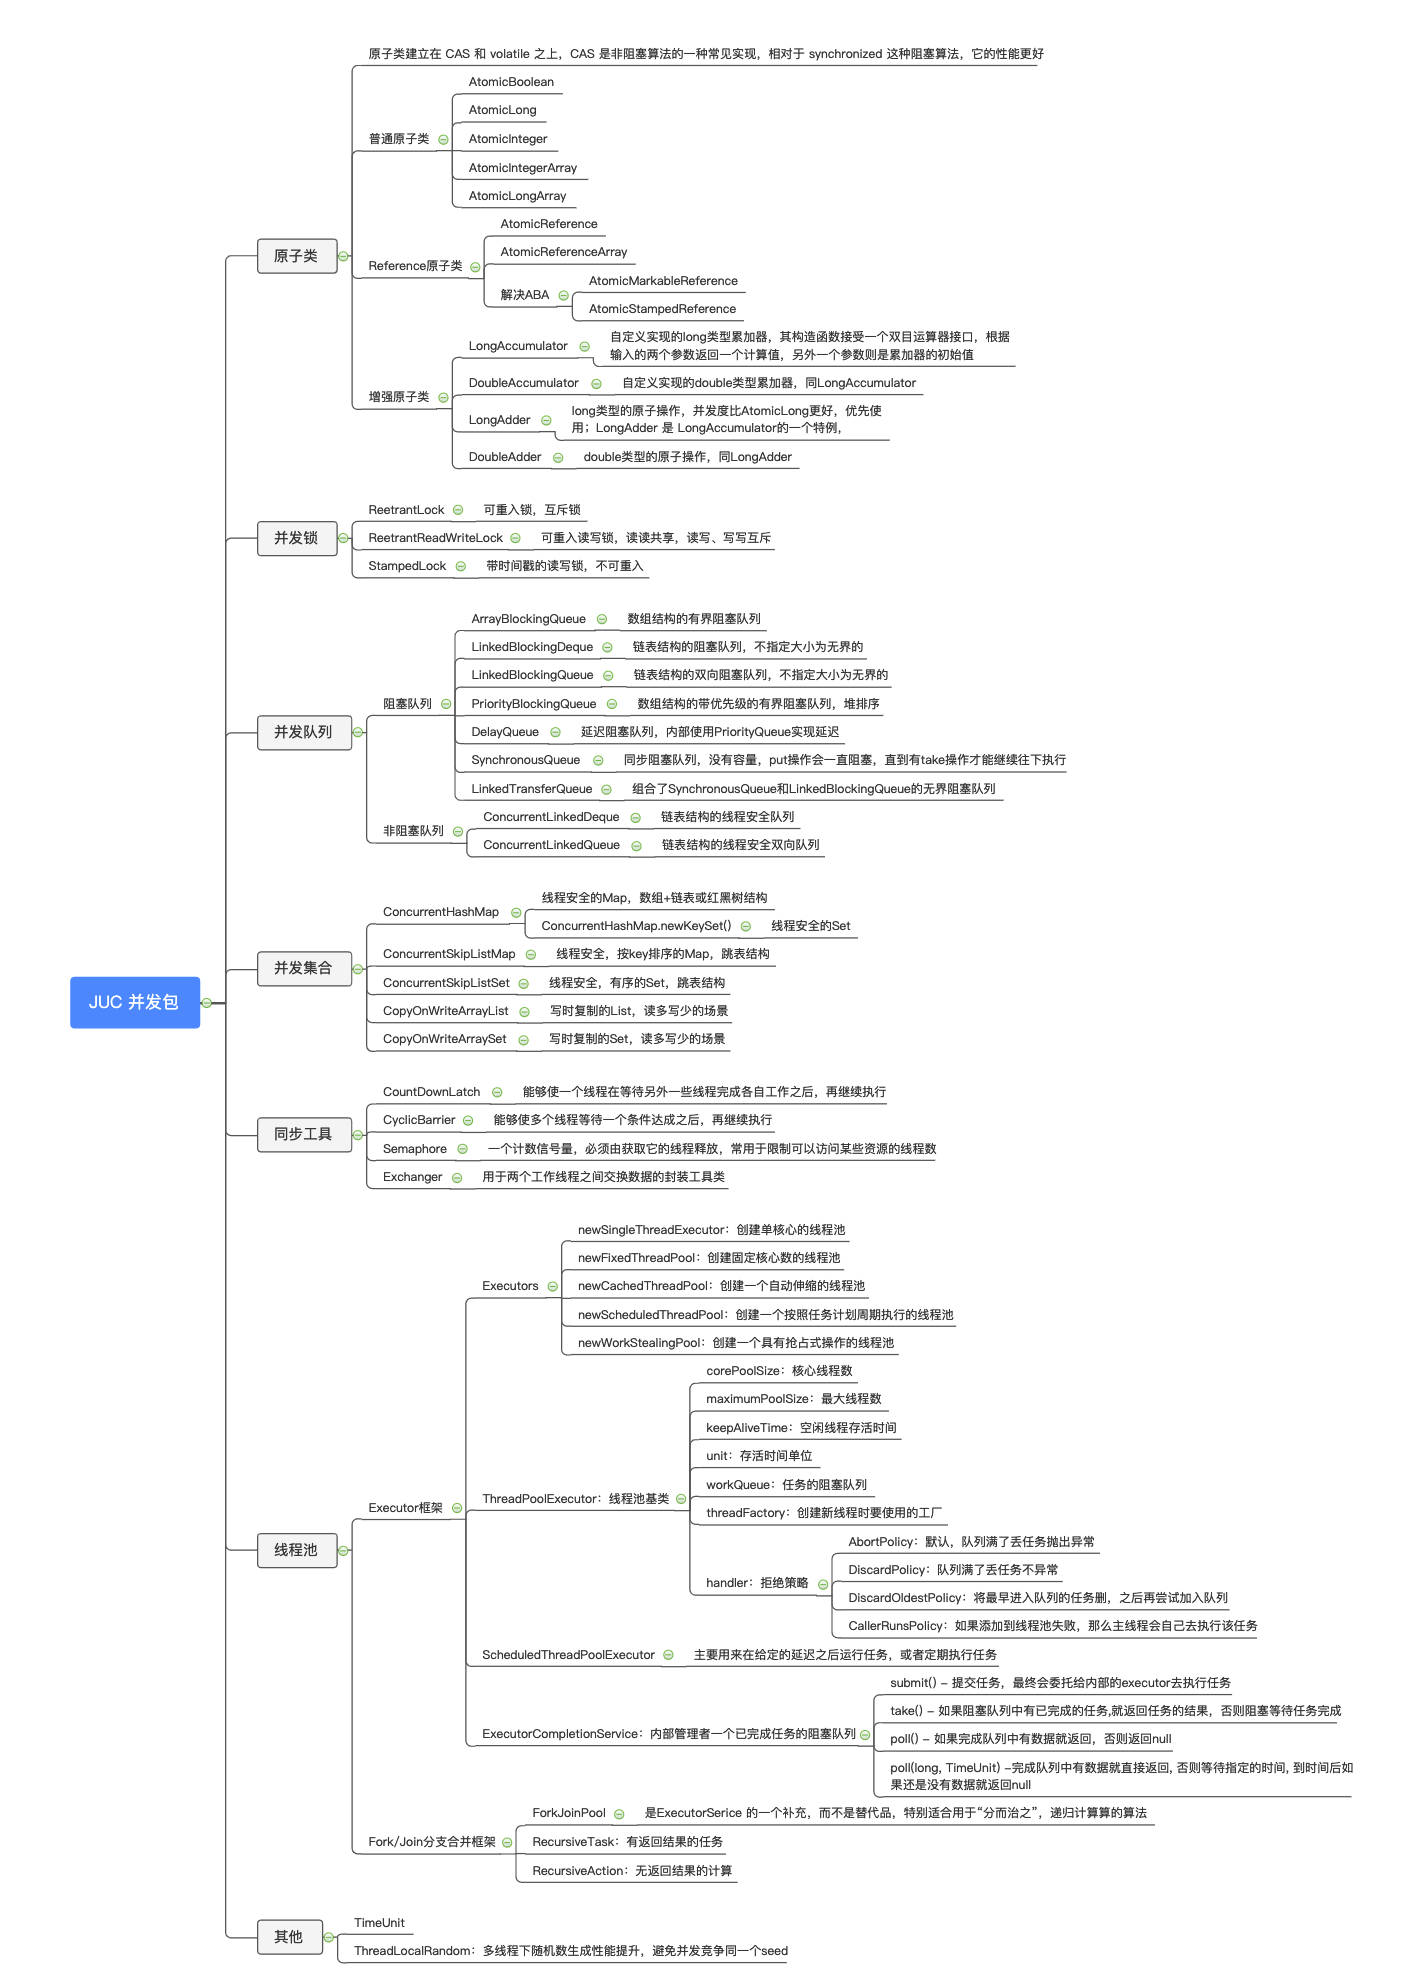 JUC 并发包
原子类
原子类建立在 CAS 和 volatile 之上，CAS 是非阻塞算法的一种常见实现，相对于 synchronized 这种阻塞算法，它的性能更好
普通原子类
AtomicBoolean
AtomicLong
AtomicInteger
AtomicIntegerArray
AtomicLongArray
Reference原子类
AtomicReference
AtomicReferenceArray
解决ABA
AtomicMarkableReference
AtomicStampedReference
增强原子类
LongAccumulator
自定义实现的long类型累加器，其构造函数接受一个双目运算器接口，根据
输入的两个参数返回一个计算值，另外一个参数则是累加器的初始值
DoubleAccumulator
自定义实现的double类型累加器，同LongAccumulator
LongAdder
long类型的原子操作，并发度比AtomicLong更好，优先使
用；LongAdder 是 LongAccumulator的一个特例，
DoubleAdder
double类型的原子操作，同LongAdder
并发锁
ReetrantLock
可重入锁，互斥锁
ReetrantReadWriteLock
可重入读写锁，读读共享，读写、写写互斥
StampedLock
带时间戳的读写锁，不可重入
并发队列
阻塞队列
ArrayBlockingQueue
数组结构的有界阻塞队列
LinkedBlockingDeque
链表结构的阻塞队列，不指定大小为无界的
LinkedBlockingQueue
链表结构的双向阻塞队列，不指定大小为无界的
PriorityBlockingQueue
数组结构的带优先级的有界阻塞队列，堆排序
DelayQueue
延迟阻塞队列，内部使用PriorityQueue实现延迟
SynchronousQueue
同步阻塞队列，没有容量，put操作会一直阻塞，直到有take操作才能继续往下执行
LinkedTransferQueue
组合了SynchronousQueue和LinkedBlockingQueue的无界阻塞队列
非阻塞队列
ConcurrentLinkedDeque
链表结构的线程安全队列
ConcurrentLinkedQueue
链表结构的线程安全双向队列
并发集合
ConcurrentHashMap
线程安全的Map，数组+链表或红黑树结构
ConcurrentHashMap.newKeySet()
线程安全的Set
ConcurrentSkipListMap
线程安全，按key排序的Map，跳表结构
ConcurrentSkipListSet
线程安全，有序的Set，跳表结构
CopyOnWriteArrayList
写时复制的List，读多写少的场景
CopyOnWriteArraySet
写时复制的Set，读多写少的场景
同步工具
CountDownLatch
能够使一个线程在等待另外一些线程完成各自工作之后，再继续执行
CyclicBarrier
能够使多个线程等待一个条件达成之后，再继续执行
Semaphore
一个计数信号量，必须由获取它的线程释放，常用于限制可以访问某些资源的线程数
Exchanger
用于两个工作线程之间交换数据的封装工具类
线程池
Executor框架
Executors
newSingleThreadExecutor：创建单核心的线程池
newFixedThreadPool：创建固定核心数的线程池
newCachedThreadPool：创建一个自动伸缩的线程池
newScheduledThreadPool：创建一个按照任务计划周期执行的线程池
newWorkStealingPool：创建一个具有抢占式操作的线程池
ThreadPoolExecutor：线程池基类
corePoolSize：核心线程数
maximumPoolSize：最大线程数
keepAliveTime：空闲线程存活时间
unit：存活时间单位
workQueue：任务的阻塞队列
threadFactory：创建新线程时要使用的工厂
handler：拒绝策略
AbortPolicy：默认，队列满了丢任务抛出异常
DiscardPolicy：队列满了丢任务不异常
DiscardOldestPolicy：将最早进入队列的任务删，之后再尝试加入队列
CallerRunsPolicy：如果添加到线程池失败，那么主线程会自己去执行该任务
ScheduledThreadPoolExecutor
主要用来在给定的延迟之后运行任务，或者定期执行任务
ExecutorCompletionService：内部管理者一个已完成任务的阻塞队列
submit() – 提交任务，最终会委托给内部的executor去执行任务
take() – 如果阻塞队列中有已完成的任务,就返回任务的结果，否则阻塞等待任务完成
poll() – 如果完成队列中有数据就返回，否则返回null
poll(long, TimeUnit) –完成队列中有数据就直接返回, 否则等待指定的时间, 到时间后如
果还是没有数据就返回null
Fork/Join分支合并框架
ForkJoinPool
是ExecutorSerice 的一个补充，而不是替代品，特别适合用于“分而治之”，递归计算算的算法
RecursiveTask：有返回结果的任务
RecursiveAction：无返回结果的计算
其他
TimeUnit
ThreadLocalRandom：多线程下随机数生成性能提升，避免并发竞争同一个seed